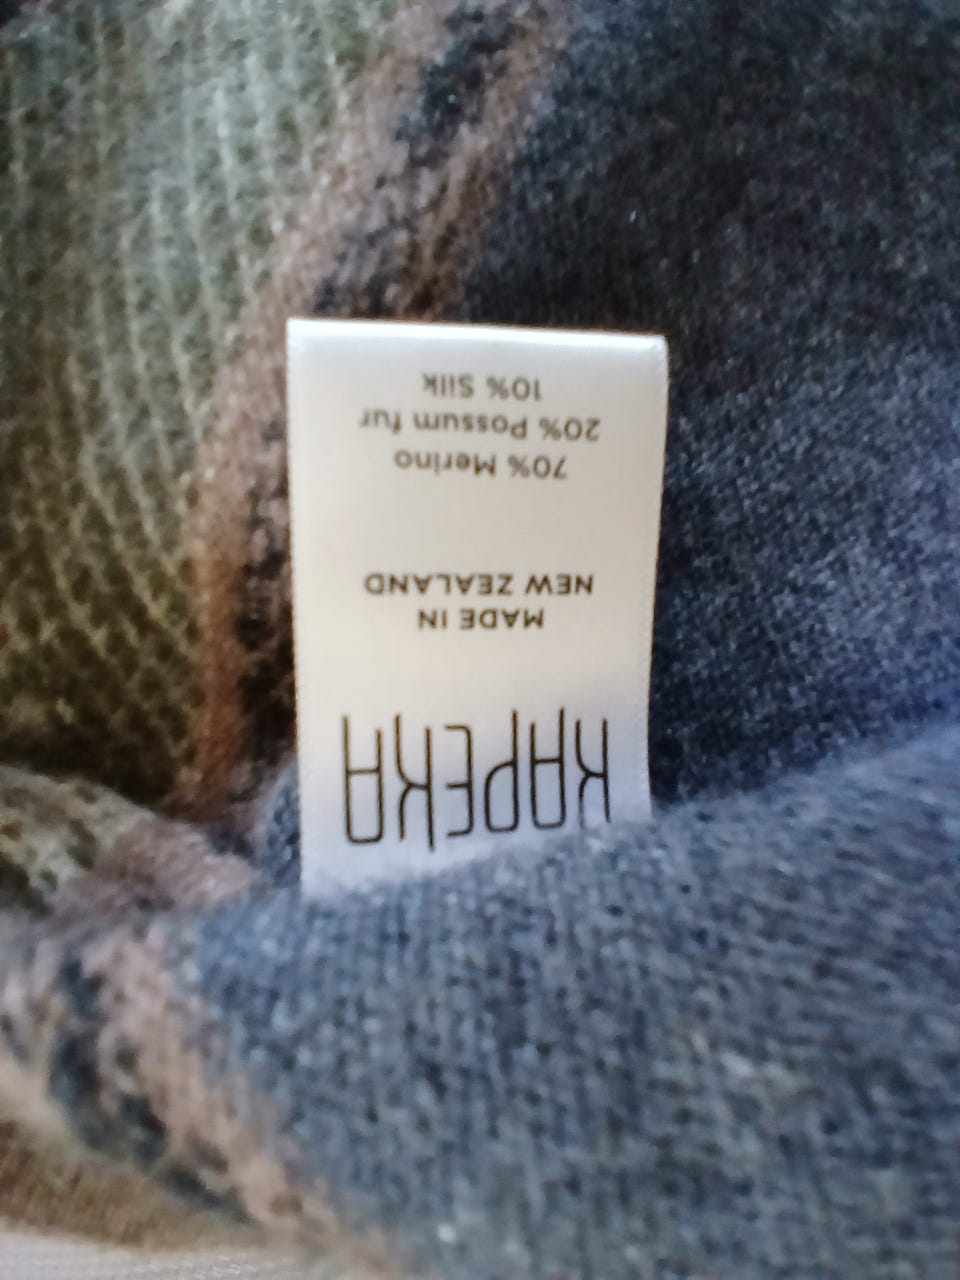 KAPEKA
MADE IN
NEW ZEALAND
70% Merino
20% Possum fur
10% Silk